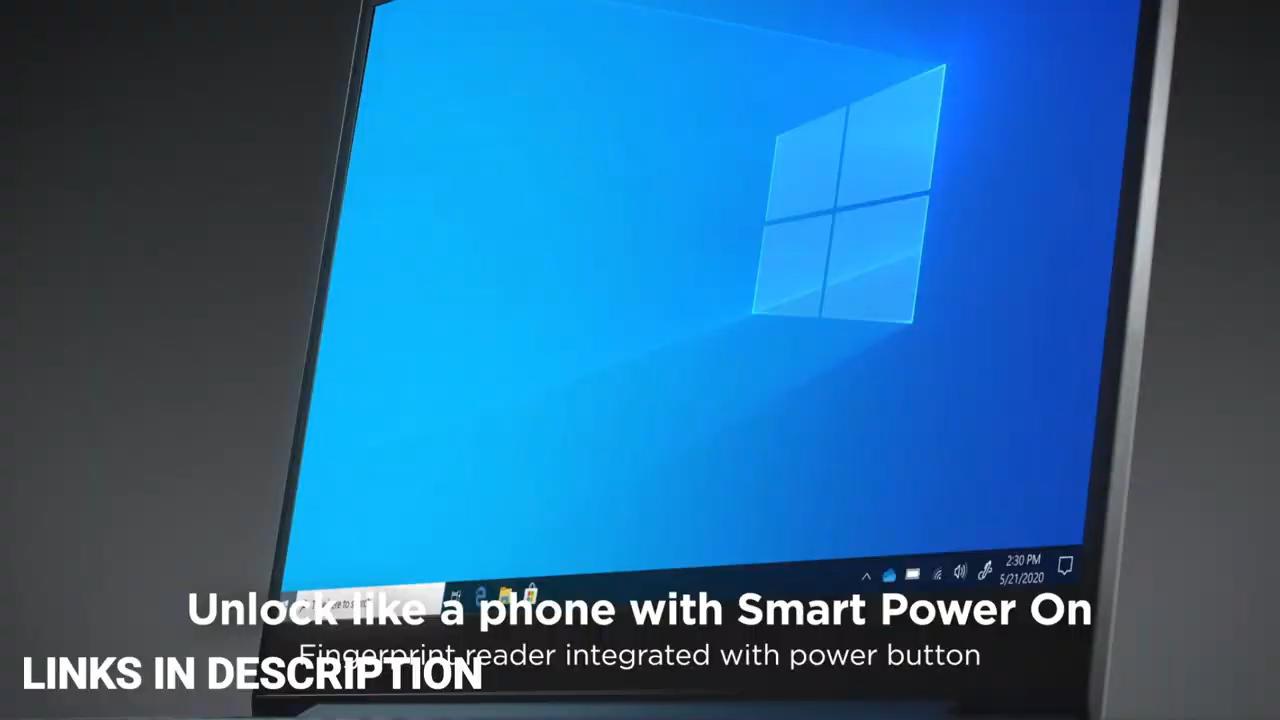 2:30 PM
5/21/2020
Unlock like a phone with Smart Power On
Fingerprint reader integrated with power button
LINKS IN DESCRIPTION